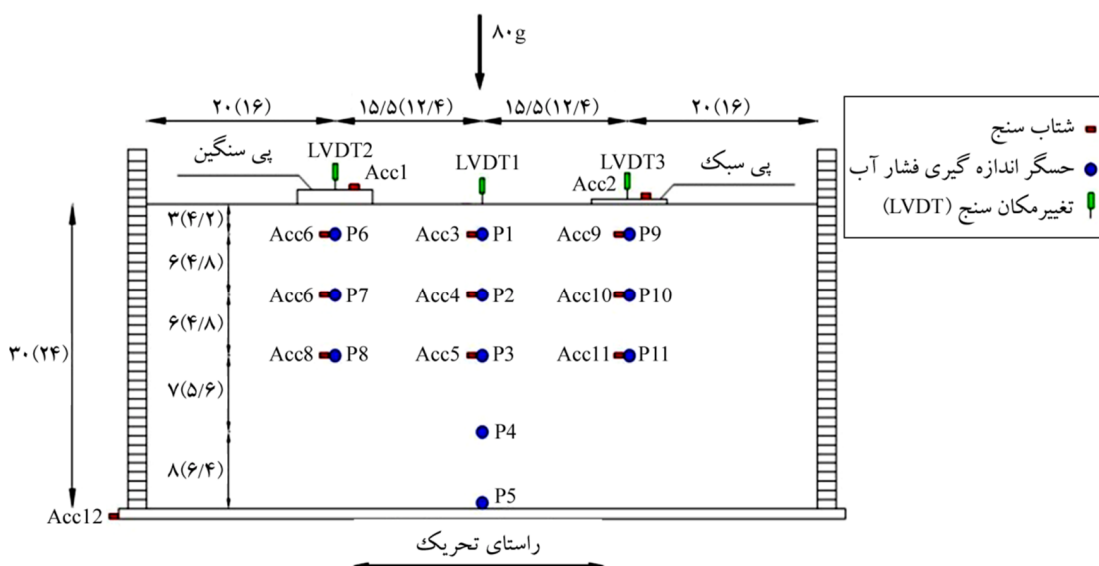 ۸۰g
۲۰(۱۶)
۱۵/۵(۱۲/۴)
۱۵/۵(۱۲/۴)
۲۰(۱۶)
شتاب سنج
حسگر اندازه گیری فشار آب
تغییرمکان سنج (LVDT)
پی سنگین
LVDT2
Acc1
LVDT1
LVDT3
Acc2
پی سبک
۳(۴/۲)
Acc6 P6
Acc3 P1
Acc9 P9
۶(۴/۸)
Acc6 P7
Acc4 P2
Acc10 P10
۶(۴/۸)
۳۰(۲۴)
Acc8 P8
Acc5 P3
Acc11 P11
۷(۵/۶)
P4
۸(۶/۴)
P5
Acc12
راستای تحریک